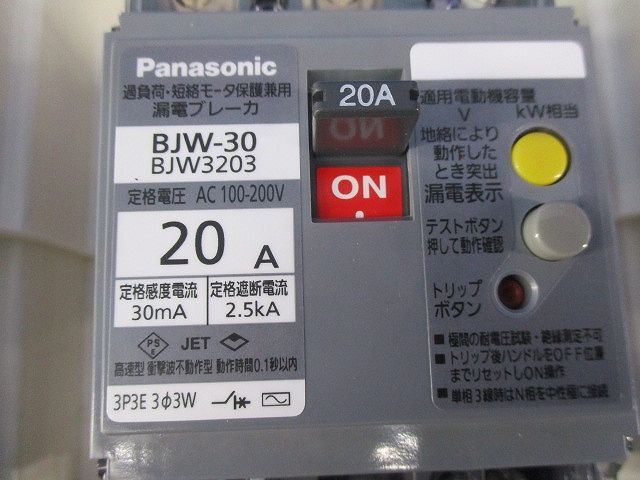 Panasonic
過負荷・短絡モータ保護兼用
漏電ブレーカ
BJW-30
BJW3203
定格電圧 AC 100-200V
20 A
定格感度電流
30mA
定格遮断電流
2.5kA
PS
E
JET
高速型 衝撃波不動作型 動作時間0.1秒以内
3P3E 3φ3W
20A
ON
ON
適用電動機容量
V kW相当
地絡により
動作した
とき突出
漏電表示
テストボタン
押して動作確認
トリップ
ボタン
■ 極間の耐電圧試験・絶縁測定不可
■ トリップ後ハンドルをOFF位置
までリセットしON操作
■ 単相3線時はN相を中性極に接続